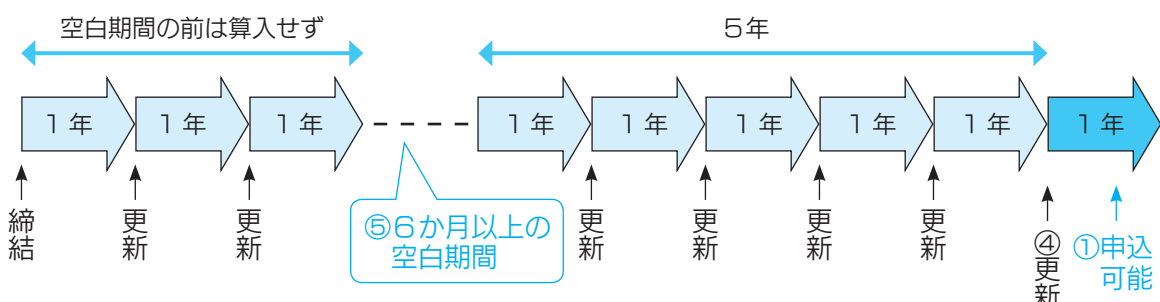 空白期間の前は算入せず
5年
1年
1年
1年
1年
1年
1年
1年
1年
1年
締結
更新
更新
⑤6か月以上の
空白期間
更新
更新
更新
更新
④更新
①申込
可能